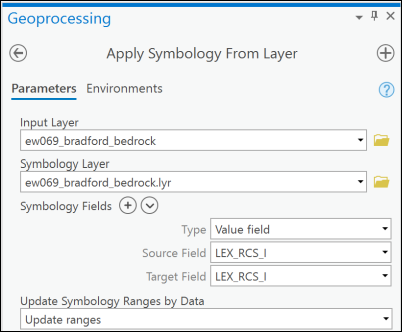 Geoprocessing
Apply Symbology From Layer
Parameters Environments
Input Layer
ew069_bradford_bedrock
Symbology Layer
ew069_bradford_bedrock.lyr
Symbology Fields
Type Value field
Source Field LEX_RCS_I
Target Field LEX_RCS_I
Update Symbology Ranges by Data
Update ranges